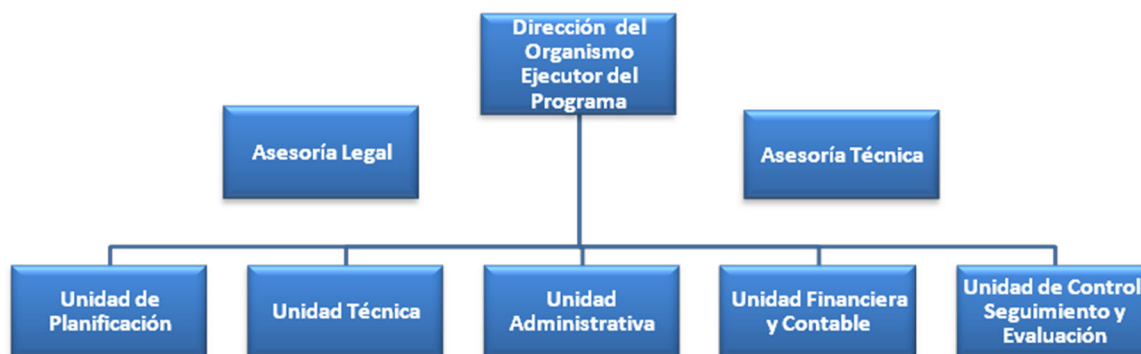 Dirección del
Organismo
Ejecutor del
Programa
Asesoría Legal
Asesoría Técnica
Unidad de
Planificación
Unidad Técnica
Unidad
Administrativa
Unidad Financiera
y Contable
Unidad de Control
Seguimiento y
Evaluación